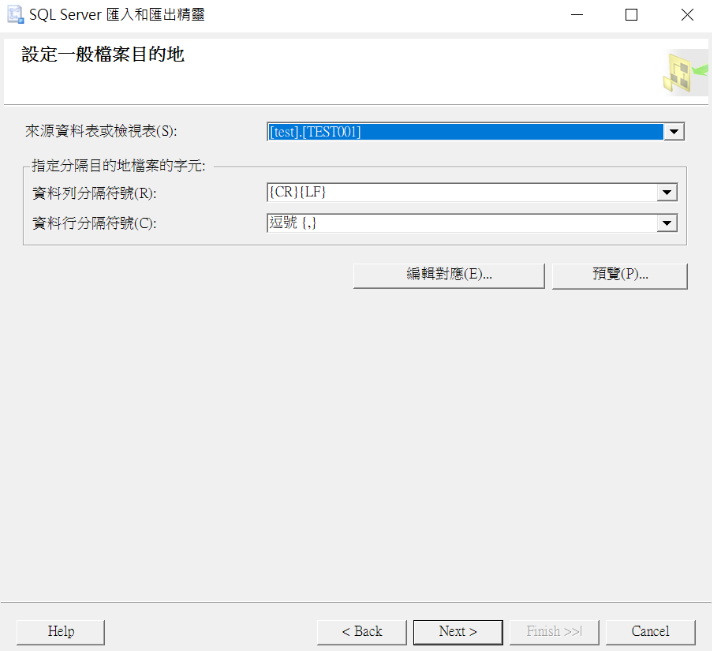 SQL Server 匯入和匯出精靈
設定一般檔案目的地
來源資料表或檢視表(S):
[test].[TEST001]
指定分隔目的地檔案的字元:
資料列分隔符號(R):
{CR}{LF}
資料行分隔符號(C):
逗號 {,}
編輯對應(E)...
預覽(P)...
Help
< Back
Next >
Finish >>|
Cancel